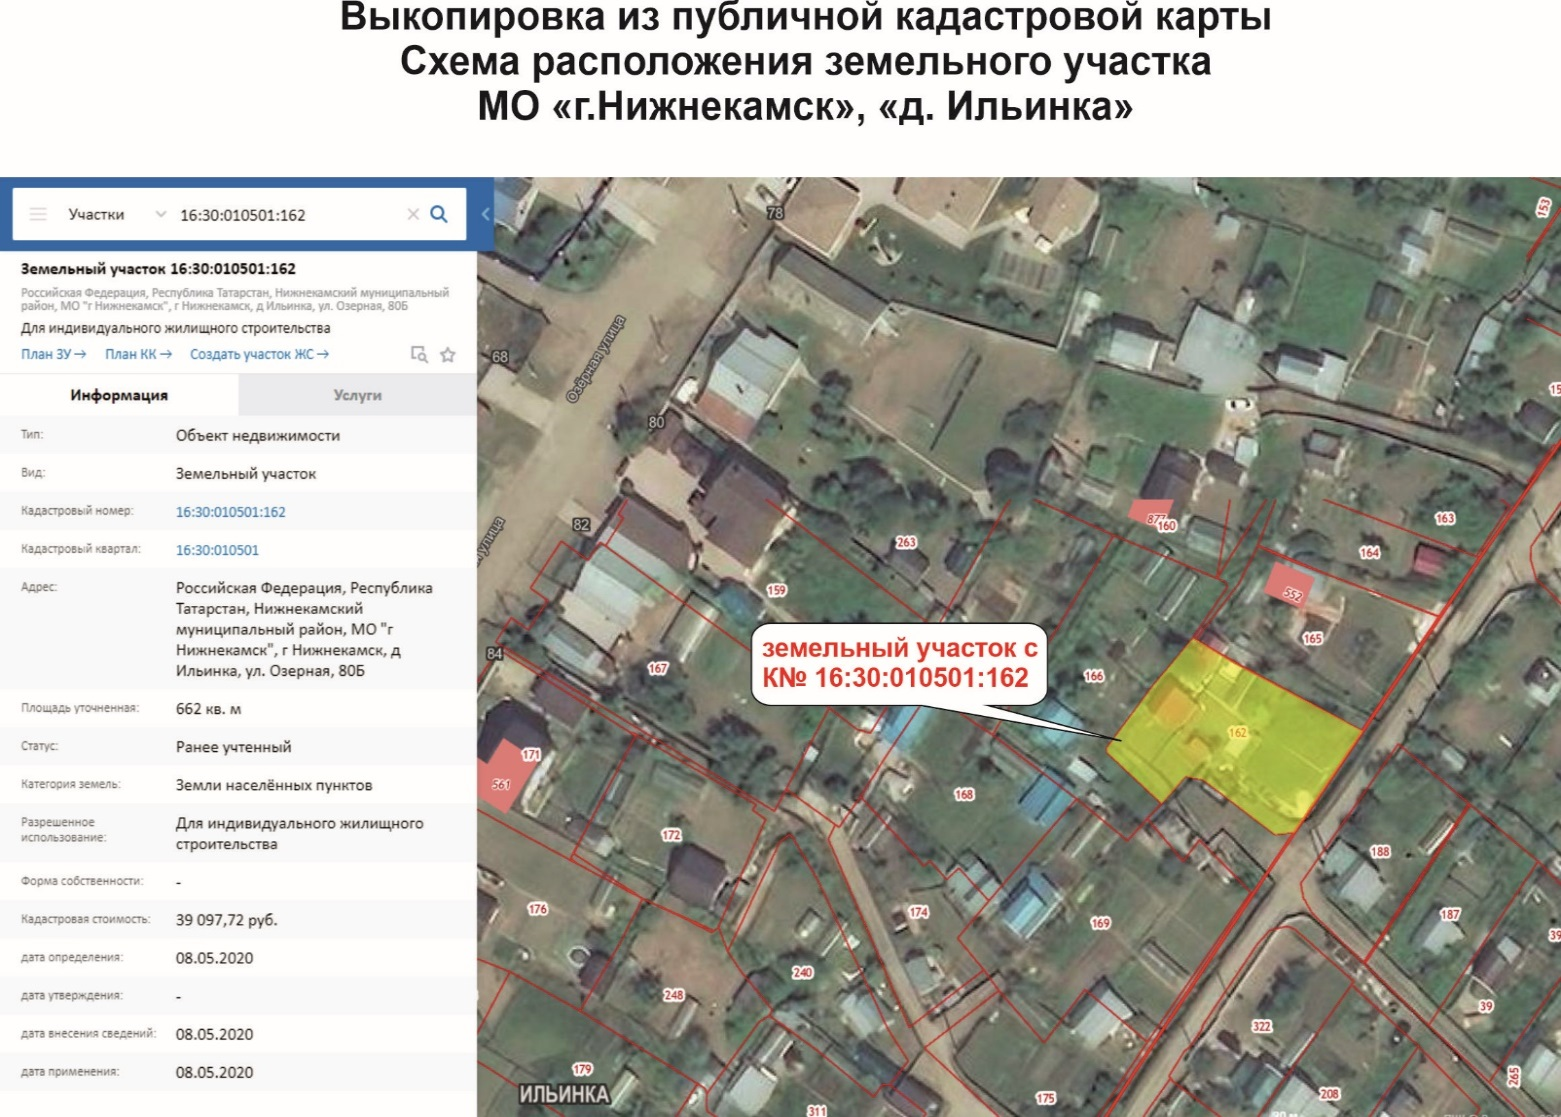 Выкопировка из публичной кадастровой карты
Схема расположения земельного участка
МО «г.Нижнекамск», «д. Ильинка»
Участки
16:30:010501:162
Земельный участок 16:30:010501:162
Российская Федерация, Республика Татарстан, Нижнекамский муниципальный
район, МО "г Нижнекамск", г Нижнекамск, д Ильинка, ул. Озерная, 80Б
Для индивидуального жилищного строительства
План ЗУ → План КК → Создать участок ЖС →
Информация
Услуги
Тип: Объект недвижимости
Вид: Земельный участок
Кадастровый номер: 16:30:010501:162
Кадастровый квартал: 16:30:010501
Адрес: Российская Федерация, Республика
Татарстан, Нижнекамский
муниципальный район, МО "г
Нижнекамск", г Нижнекамск, д
Ильинка, ул. Озерная, 80Б
Площадь уточненная: 662 кв. м
Статус: Ранее учтенный
Категория земель: Земли населённых пунктов
Разрешенное
использование:
Для индивидуального жилищного
строительства
Форма собственности: -
Кадастровая стоимость: 39 097,72 руб.
дата определения: 08.05.2020
дата утверждения: -
дата внесения сведений: 08.05.2020
дата применения: 08.05.2020
78
153
Озёрная улица
68
80
82
улица
84
263
159
877
160
163
164
552
165
земельный участок с
К№ 16:30:010501:162
167
166
162
171
561
168
172
188
176
174
169
187
39
240
248
322
39
179
ИЛЬИНКА
175
208
265
311